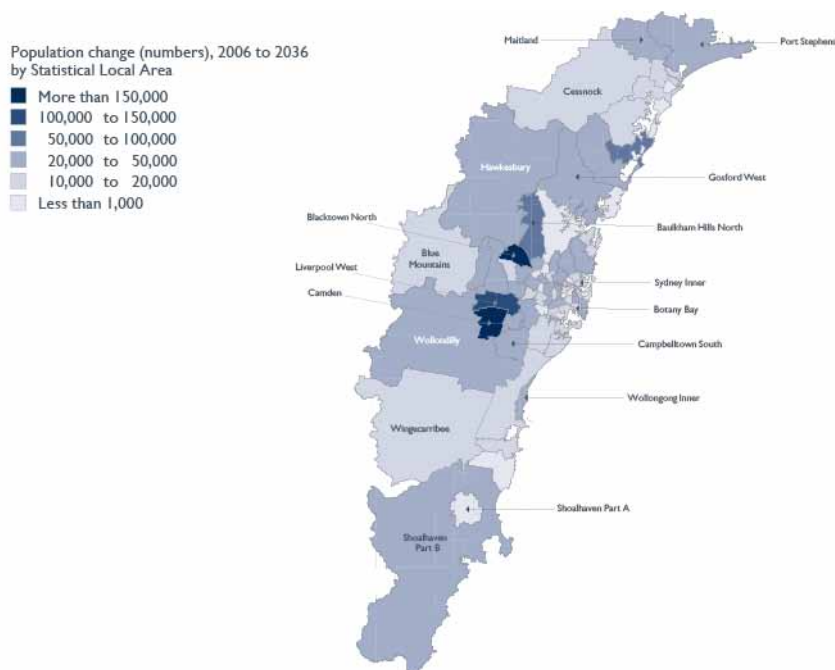 Population change (numbers), 2006 to 2036
by Statistical Local Area
More than 150,000
100,000 to 150,000
50,000 to 100,000
20,000 to 50,000
10,000 to 20,000
Less than 1,000
Maitland
Port Stephens
Cessnock
Hawkesbury
Gosford West
Blacktown North
Baulkham Hills North
Blue
Mountains
Liverpool West
Sydney Inner
Camden
Botany Bay
Wollondilly
Campbelltown South
Wollongong Inner
Wingecarribee
Shoalhaven Part A
Shoalhaven
Part B